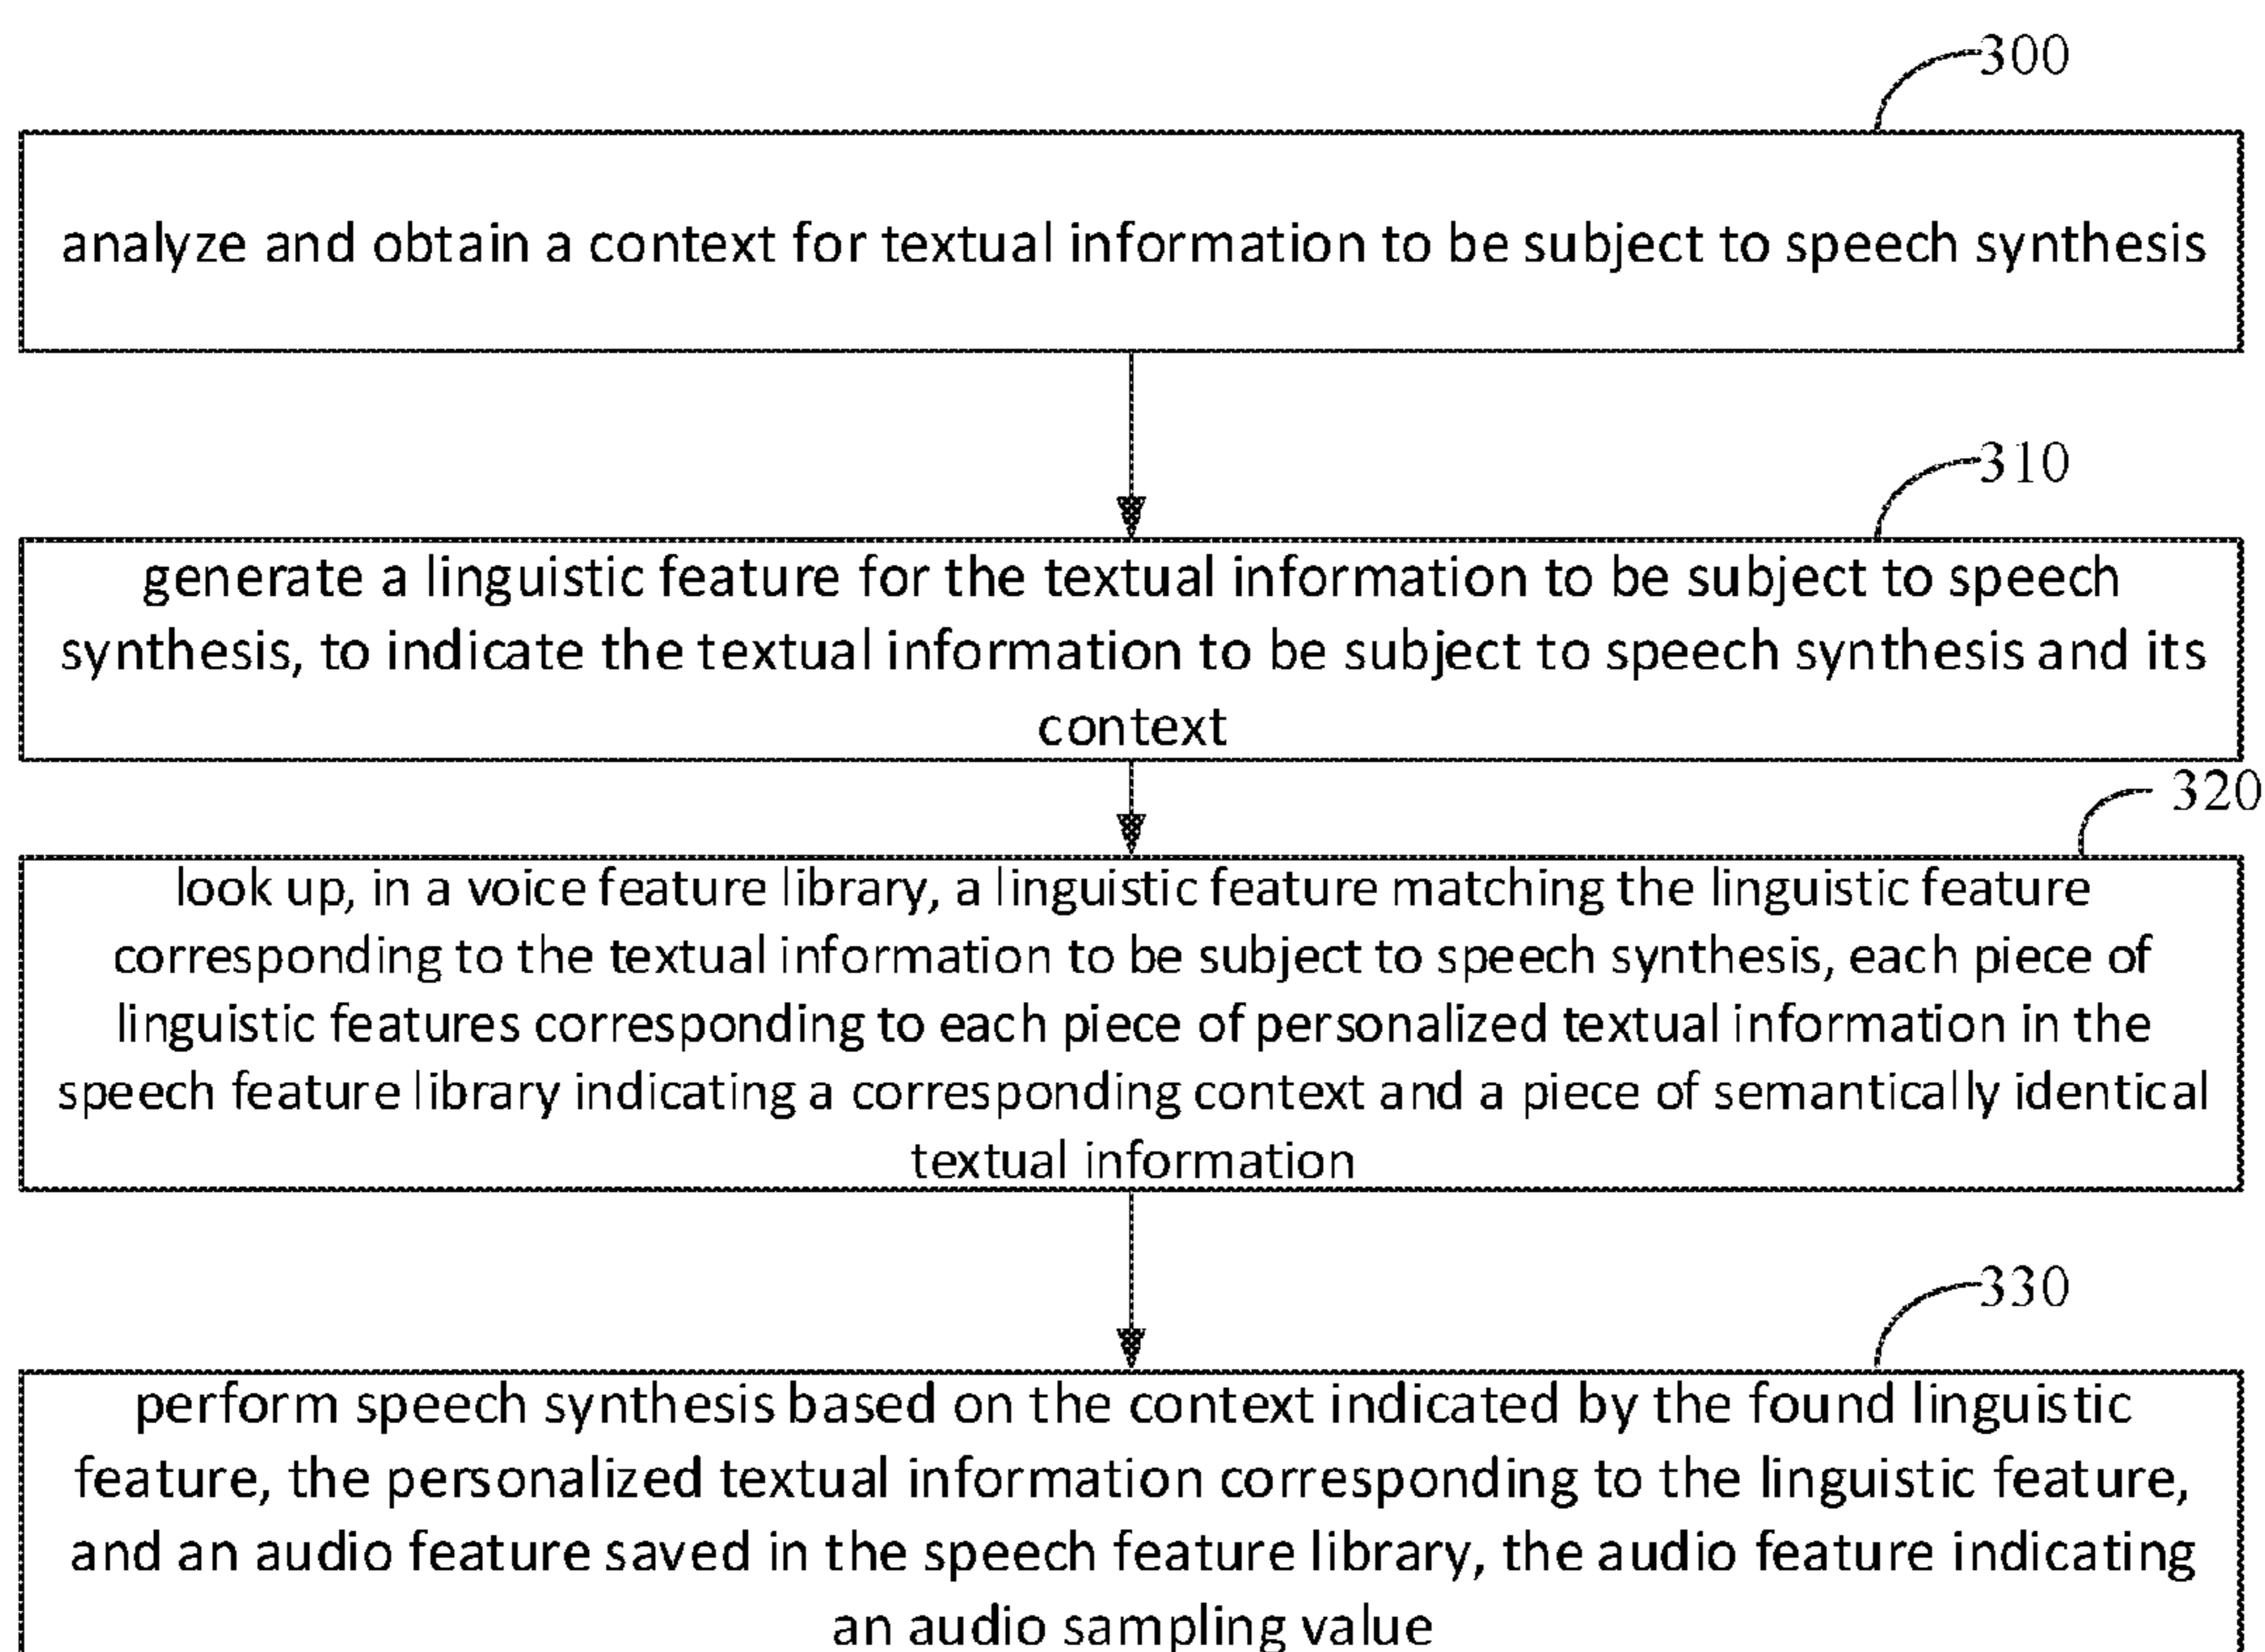 300
analyze and obtain a context for textual information to be subject to speech synthesis
310
generate a linguistic feature for the textual information to be subject to speech
synthesis, to indicate the textual information to be subject to speech synthesis and its
context
320
look up, in a voice feature library, a linguistic feature matching the linguistic feature
corresponding to the textual information to be subject to speech synthesis, each piece of
linguistic features corresponding to each piece of personalized textual information in the
speech feature library indicating a corresponding context and a piece of semantically identical
textual information
330
perform speech synthesis based on the context indicated by the found linguistic
feature, the personalized textual information corresponding to the linguistic feature,
and an audio feature saved in the speech feature library, the audio feature indicating
an audio sampling value